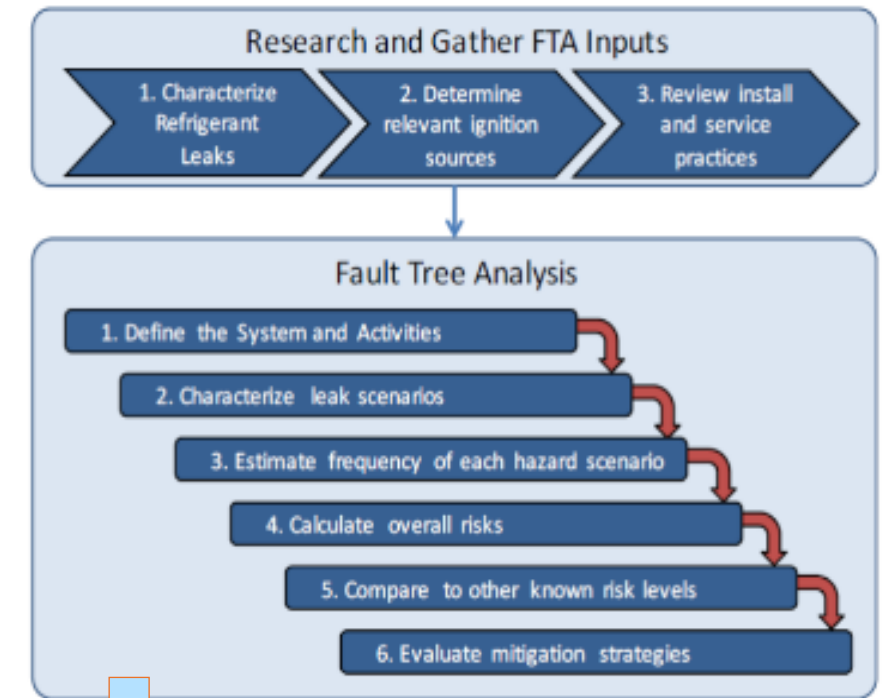 Research and Gather FTA Inputs
1. Characterize
Refrigerant
Leaks
2. Determine
relevant ignition
sources
3. Review install
and service
practices
Fault Tree Analysis
1. Define the System and Activities
2. Characterize leak scenarios
3. Estimate frequency of each hazard scenario
4. Calculate overall risks
5. Compare to other known risk levels
6. Evaluate mitigation strategies